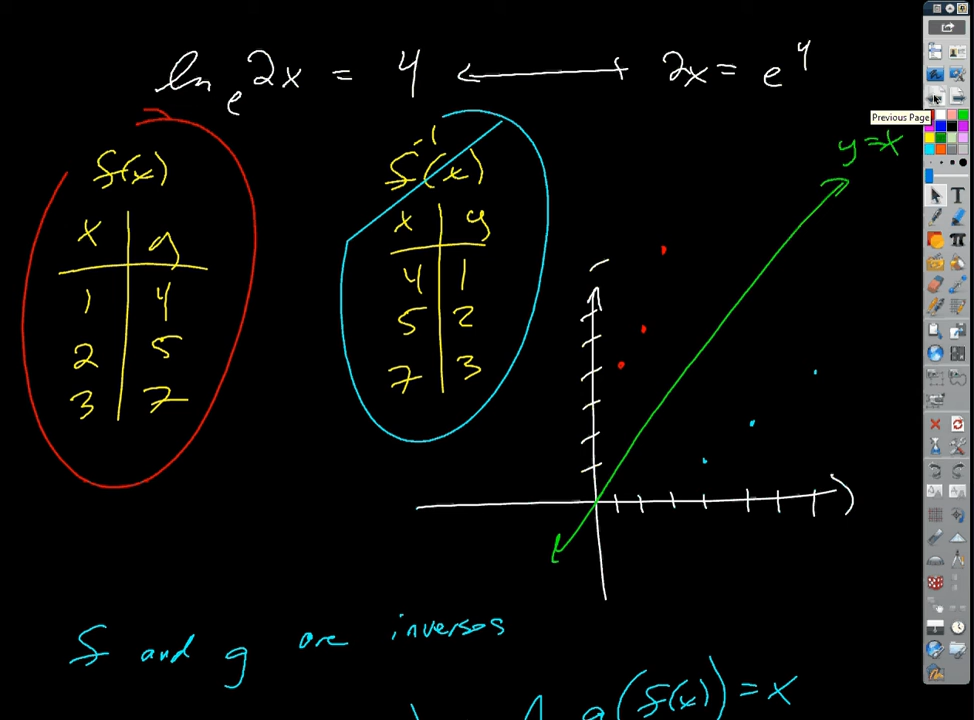 ln_e 2x = 4 ⟷ 2x = e^4
Previous Page
y = x
f(x)
x | y
1 | 4
2 | 5
3 | 7
f⁻¹(x)
x | y
4 | 1
5 | 2
7 | 3
f and g are inverses
g(f(x)) = x
T